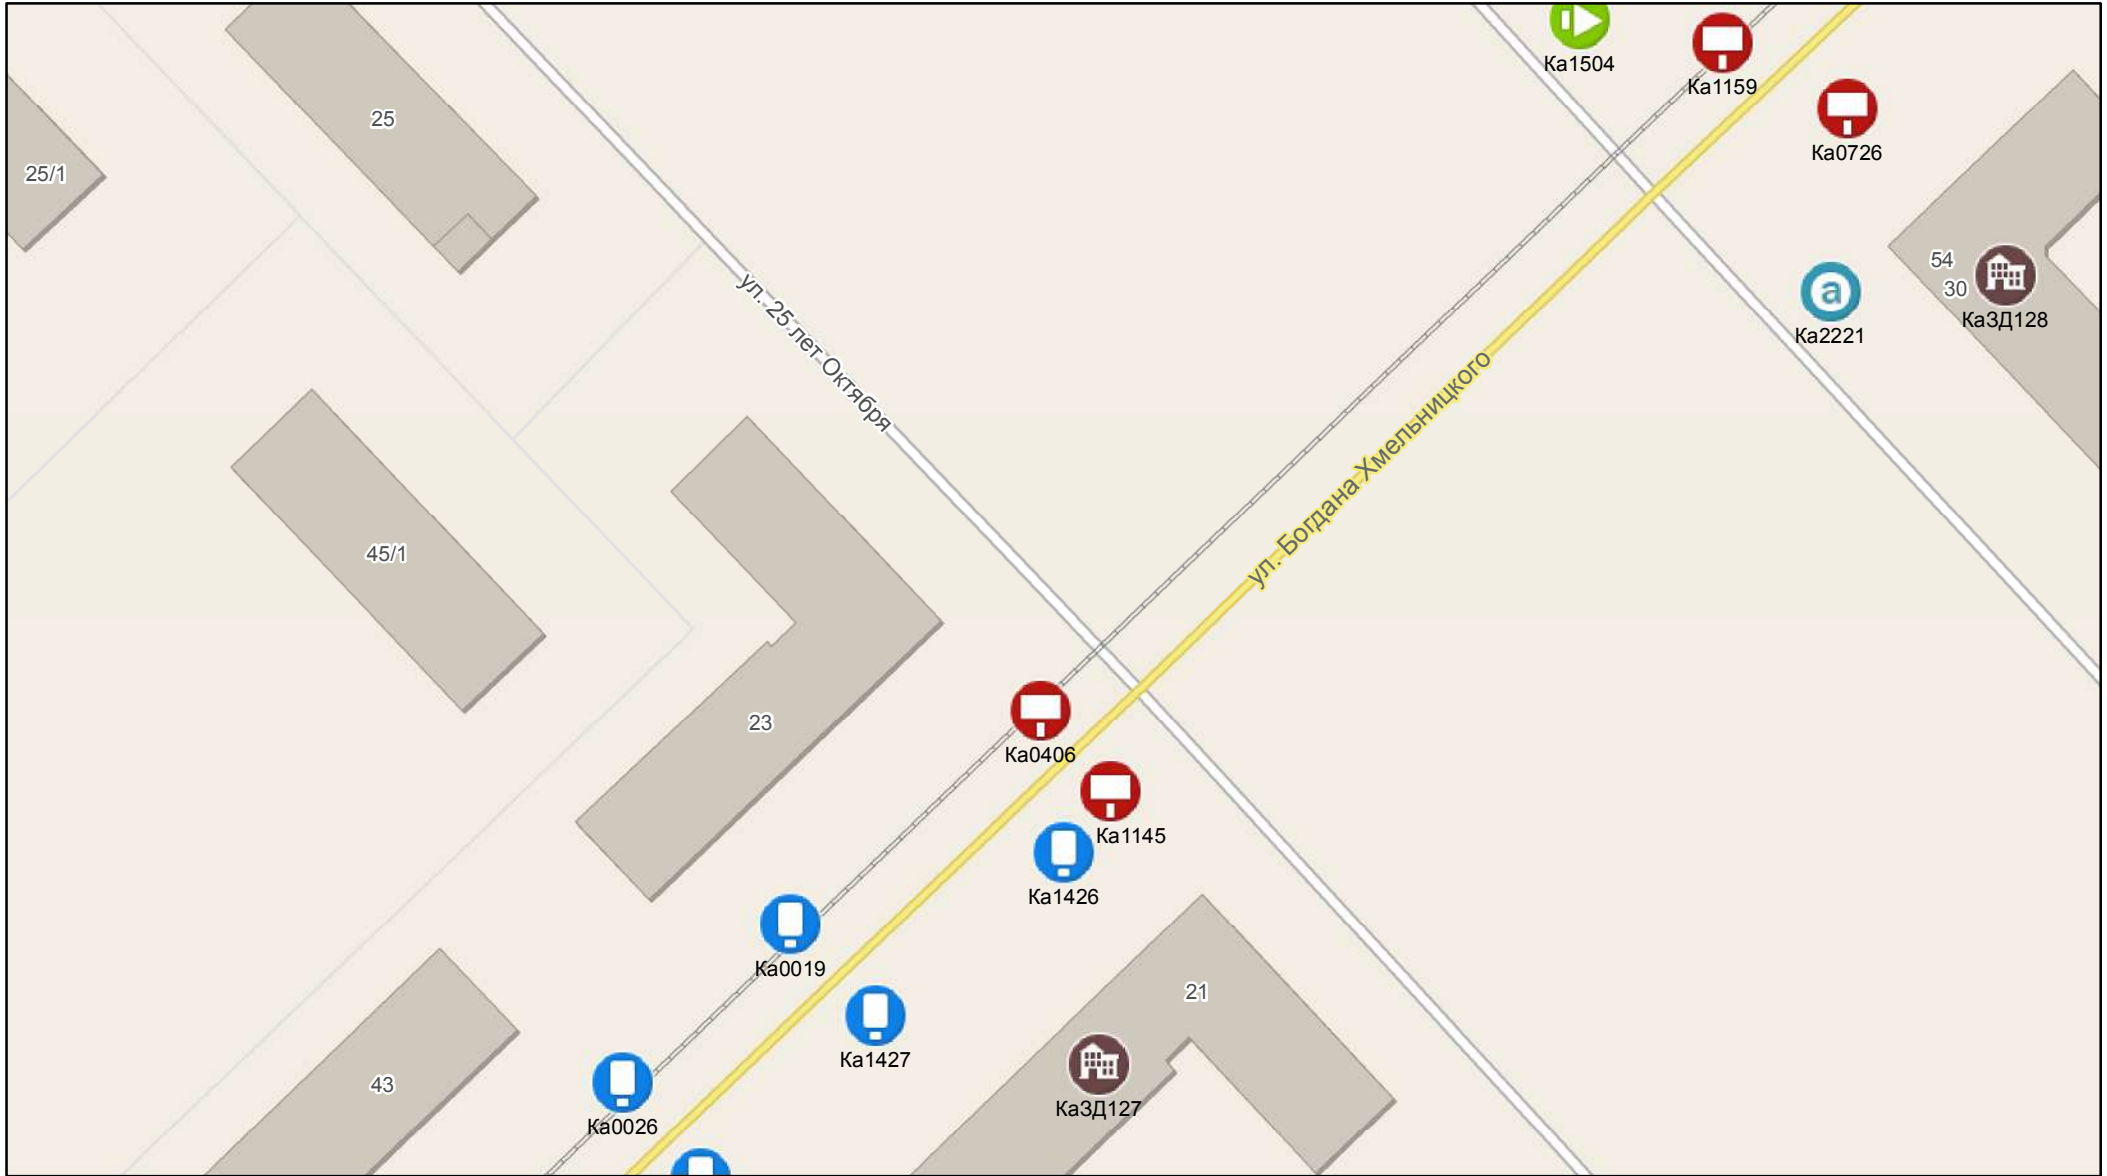 Ка1504
Ка1159
25
Ка0726
25/1
54
30
КаЗД128
Ка2221
ул. 25 лет Октября
ул. Богдана Хмельницкого
45/1
23
Ка0406
Ка1145
Ка1426
Ка0019
21
Ка1427
43
КаЗД127
Ка0026